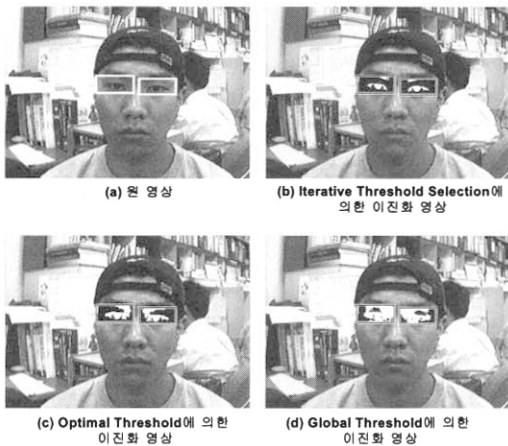 (a) 원 영상
(b) Iterative Threshold Selection에
의한 이진화 영상
(c) Optimal Threshold에 의한
이진화 영상
(d) Global Threshold에 의한
이진화 영상